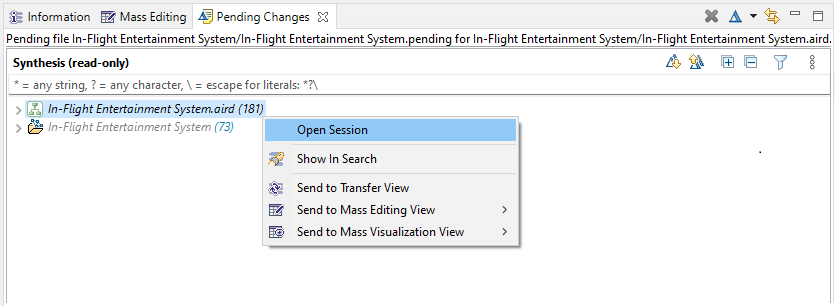 Information Mass Editing Pending Changes
Pending file In-Flight Entertainment System/In-Flight Entertainment System.pending for In-Flight Entertainment System/In-Flight Entertainment System.aird.
Synthesis (read-only)
* = any string, ? = any character, \ = escape for literals: *?\
In-Flight Entertainment System.aird (181)
In-Flight Entertainment System (73)
Open Session
Show In Search
Send to Transfer View
Send to Mass Editing View
Send to Mass Visualization View